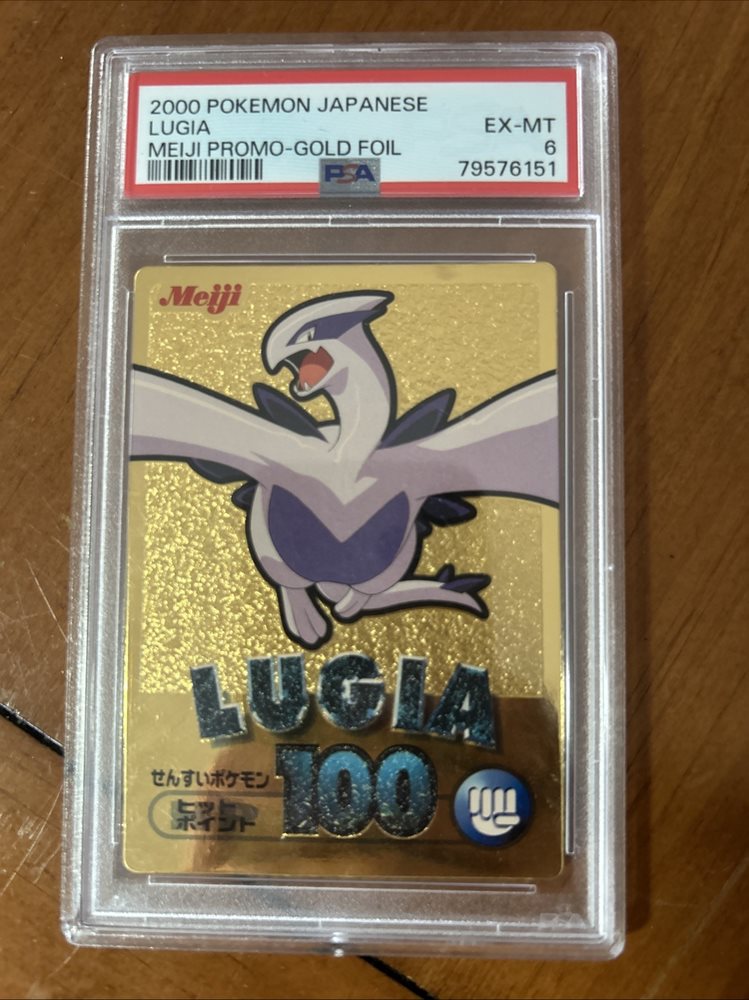 2000 POKEMON JAPANESE
LUGIA EX-MT
MEIJI PROMO-GOLD FOIL 6
PSA 79576151
Meiji
LUGIA
せんすいポケモン
ヒット
ポイント 100
PSA